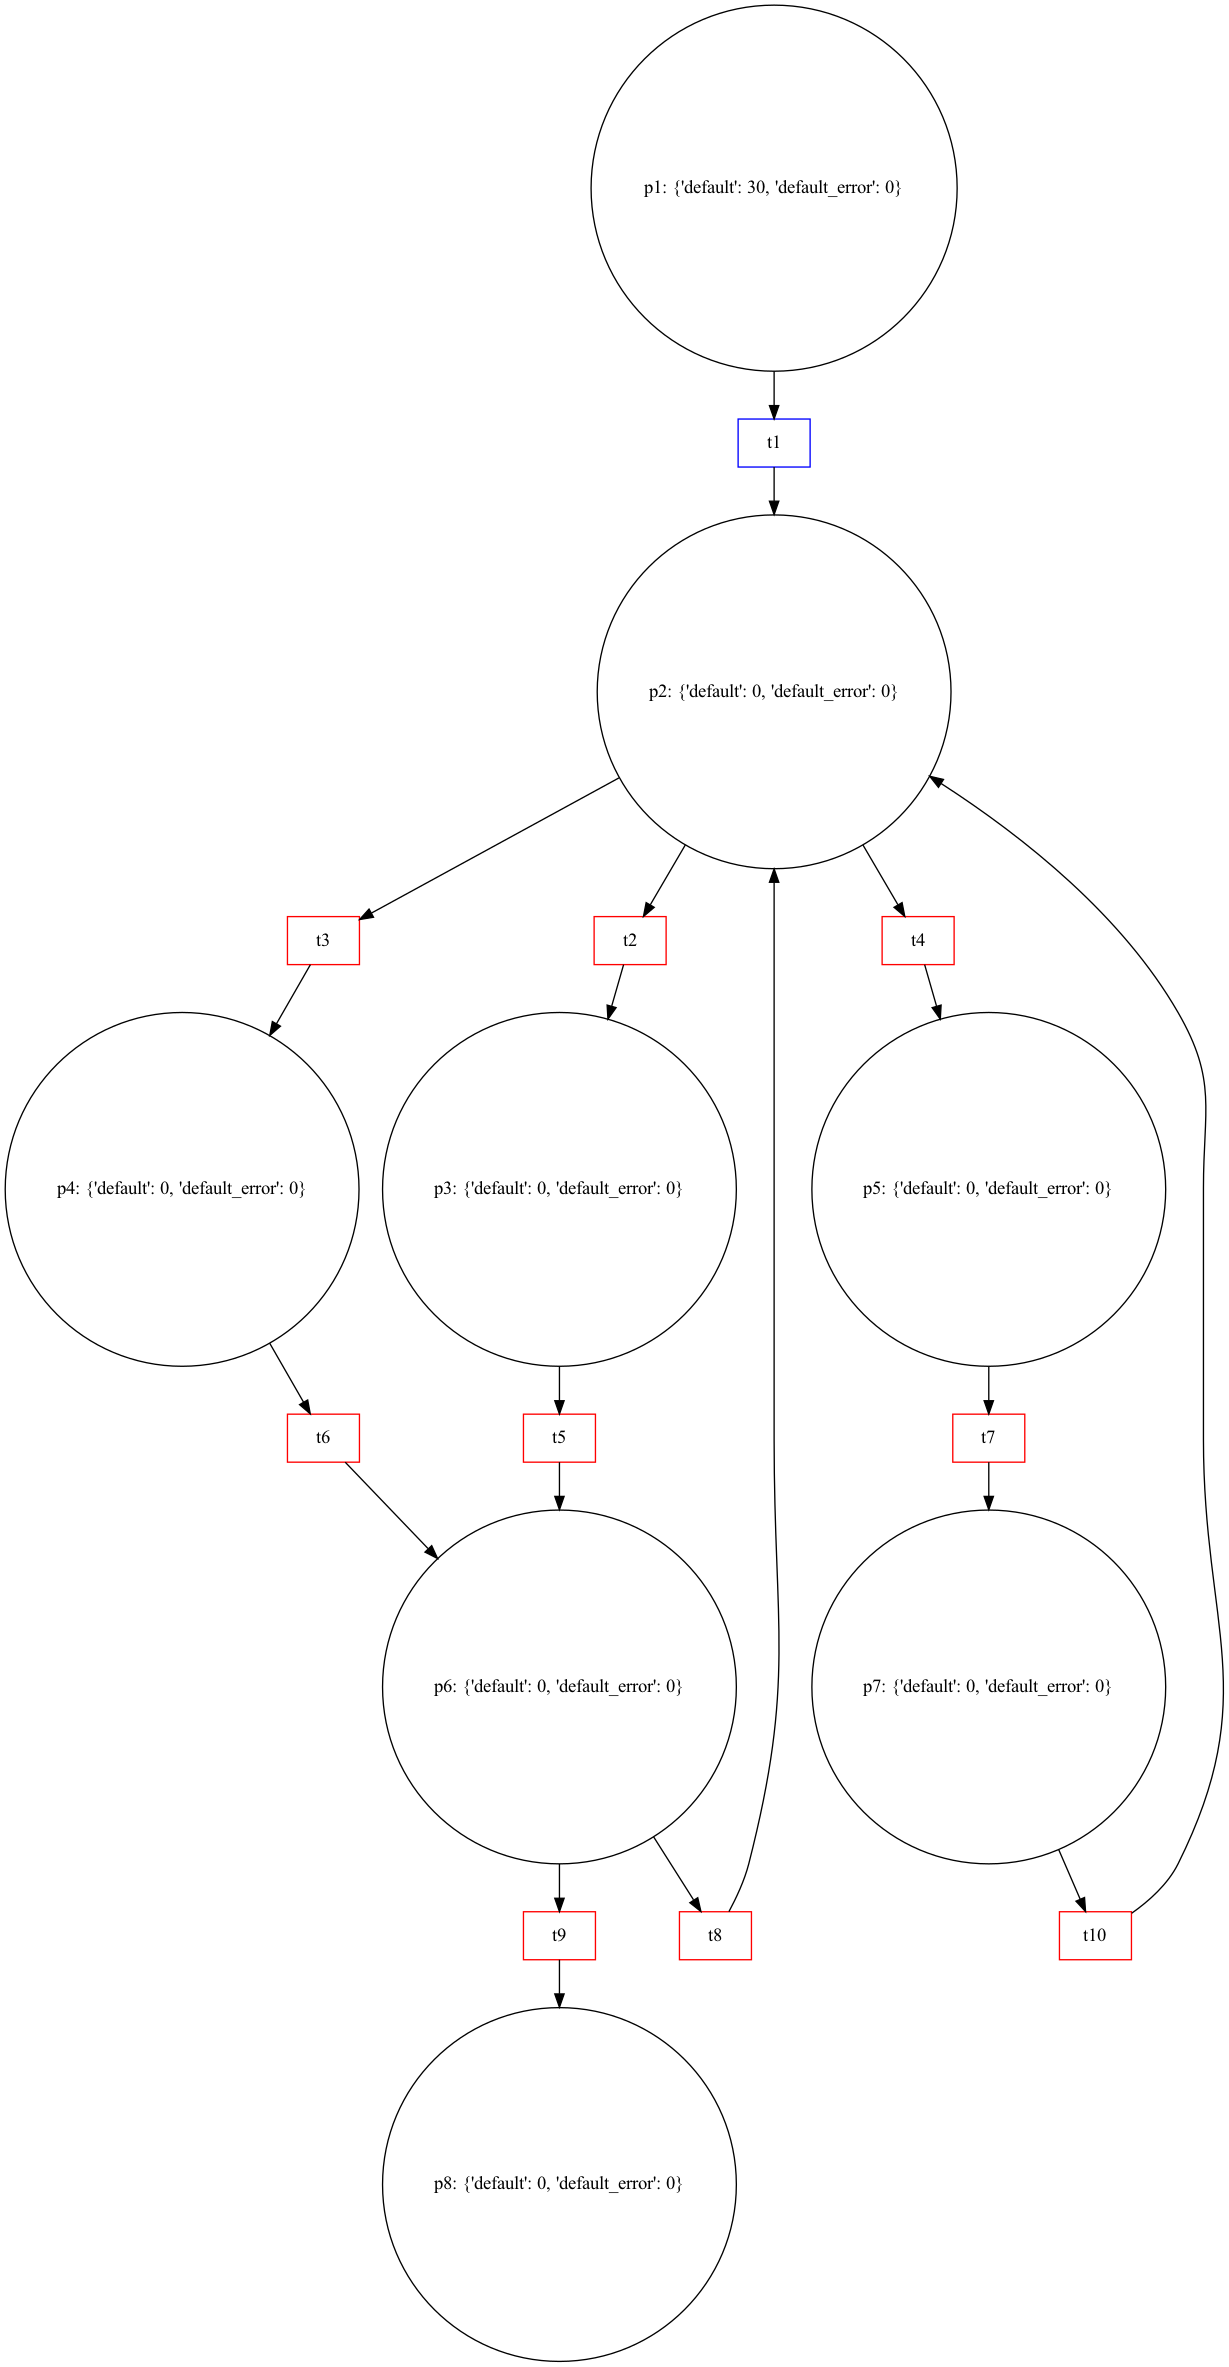 p1: {'default': 30, 'default_error': 0}
t1
p2: {'default': 0, 'default_error': 0}
t3
t2
t4
p4: {'default': 0, 'default_error': 0}
p3: {'default': 0, 'default_error': 0}
p5: {'default': 0, 'default_error': 0}
t6
t5
t7
p6: {'default': 0, 'default_error': 0}
p7: {'default': 0, 'default_error': 0}
t9
t8
t10
p8: {'default': 0, 'default_error': 0}